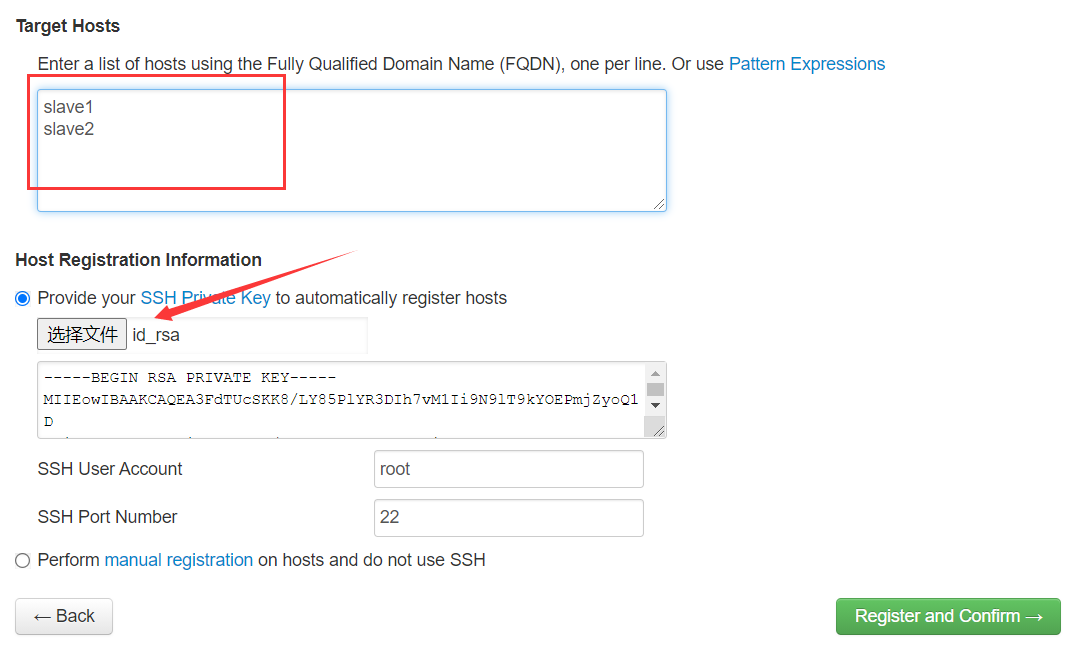 Target Hosts
Enter a list of hosts using the Fully Qualified Domain Name (FQDN), one per line. Or use Pattern Expressions
slave1
slave2
Host Registration Information
Provide your SSH Private Key to automatically register hosts
选择文件 id_rsa
-----BEGIN RSA PRIVATE KEY-----
MIIEowIBAAKCAQEA3FdTUcSKK8/LY85PlYR3DIh7vM1Ii9N9lT9kYOEPmjZyoQ1
D
SSH User Account root
SSH Port Number 22
Perform manual registration on hosts and do not use SSH
← Back
Register and Confirm →